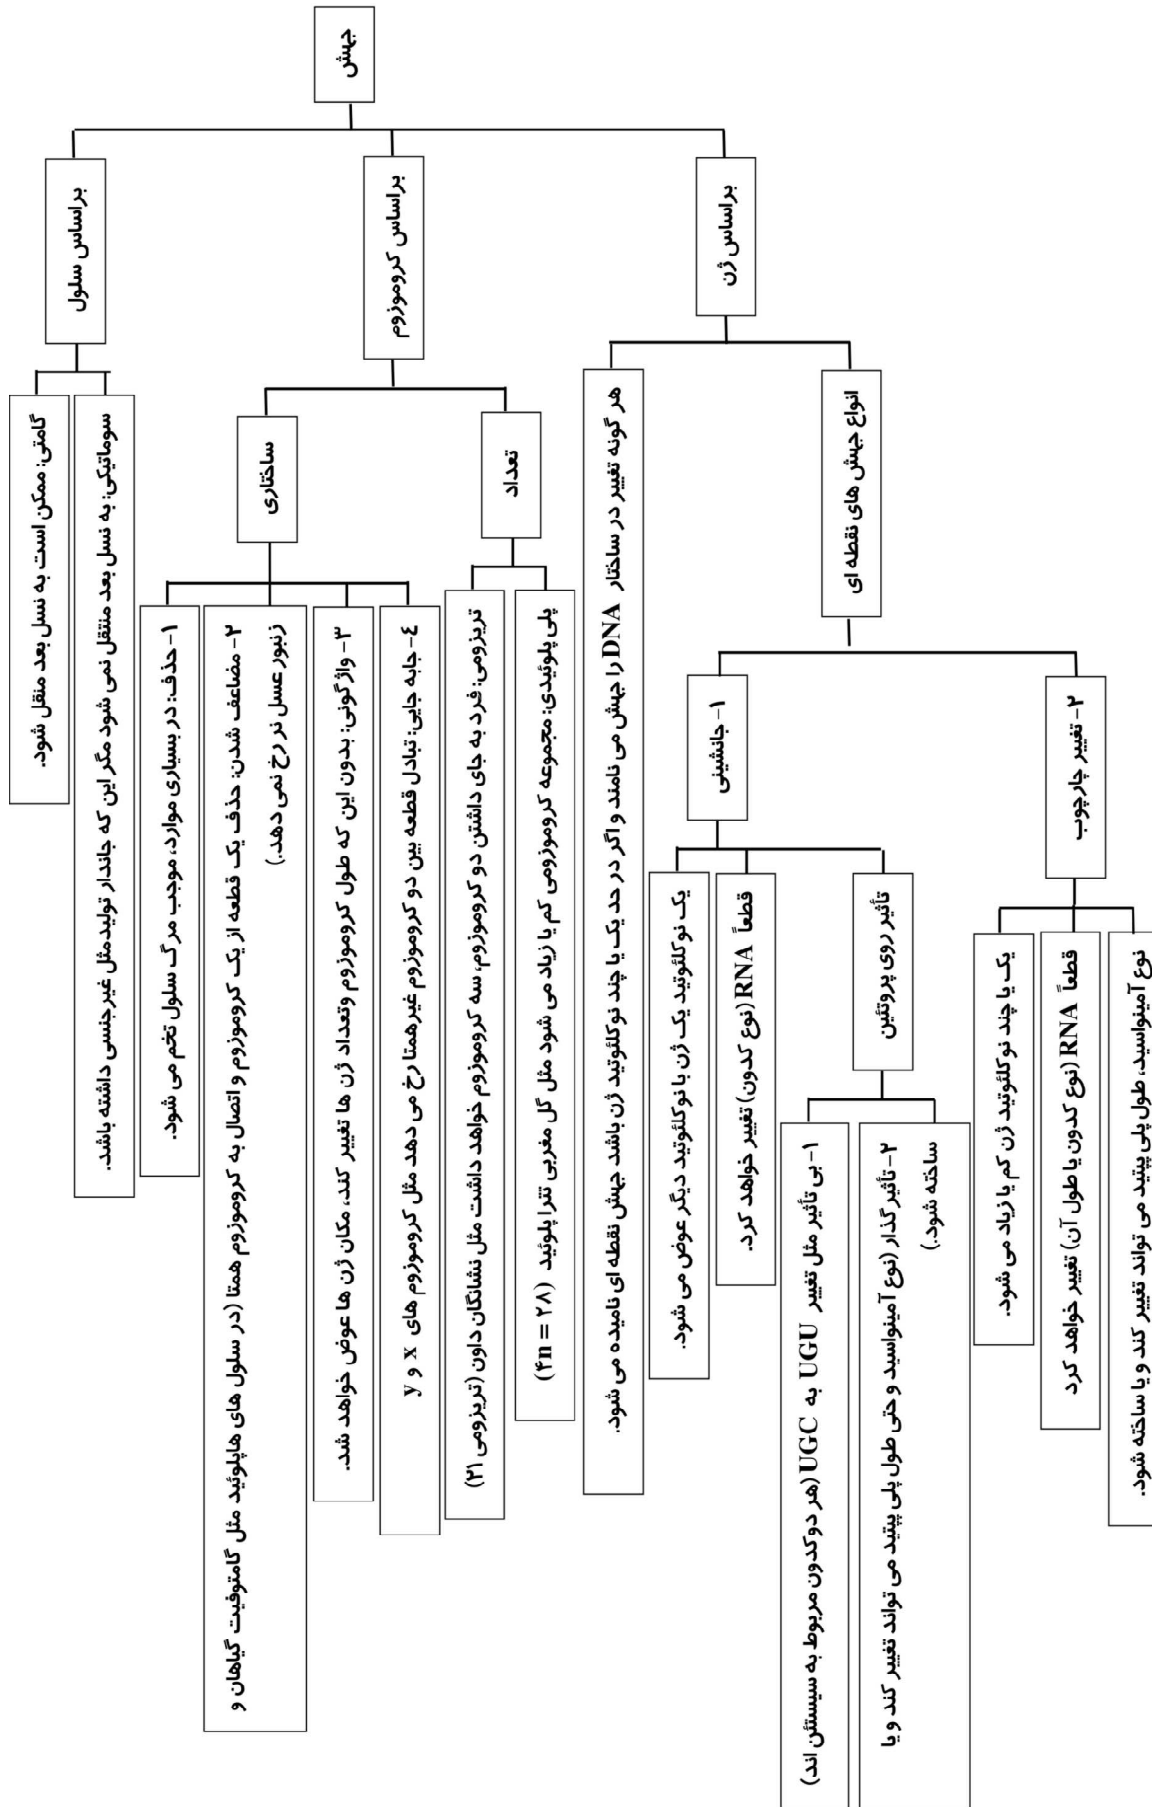 جهش
براساس ژن
انواع جهش های نقطه ای
۲- تغییر چارچوب
نوع آمینواسید، طول پلی پپتید می تواند تغییر کند و یا ساخته شود.
قطعاً RNA (نوع کدون یا طول آن) تغییر خواهد کرد
یک یا چند نوکلئوتید ژن کم یا زیاد می شود.
۱- جانشینی
تأثیر روی پروتئین
۲- تأثیرگذار (نوع آمینواسید و حتی طول پلی پپتید می تواند تغییر کند و یا
ساخته شود.)
۱- بی تأثیر مثل تغییر UGU به UGC (هر دوکدون مربوط به سیستئن اند)
قطعاً RNA (نوع کدون) تغییر خواهد کرد.
یک نوکلئوتید یک ژن با نوکلئوتید دیگر عوض می شود.
هر گونه تغییر در ساختار DNA را جهش می نامند و اگر در حد یک یا چند نوکلئوتید ژن باشد جهش نقطه ای نامیده می شود.
براساس کروموزوم
تعداد
پلی پلوئیدی: مجموعه کروموزومی کم یا زیاد می شود مثل گل مغربی تتراپلوئید (۴n = ۲۸)
تریزومی: فرد به جای داشتن دو کروموزوم، سه کروموزوم خواهد داشت مثل نشانگان داون (تریزومی ۲۱)
ساختاری
٤- جابه جایی: تبادل قطعه بین دو کروموزوم غیرهمتا رخ می دهد مثل کروموزوم های x و y
۳- واژگونی: بدون این که طول کروموزوم وتعداد ژن ها تغییر کند، مکان ژن ها عوض خواهد شد.
۲- مضاعف شدن: حذف یک قطعه از یک کروموزوم و اتصال به کروموزوم همتا (در سلول های هاپلوئید مثل گامتوفیت گیاهان و
زنبور عسل نر رخ نمی دهد.)
۱- حذف: در بسیاری موارد، موجب مرگ سلول تخم می شود.
براساس سلول
سوماتیکی: به نسل بعد منتقل نمی شود مگر این که جاندار تولیدمثل غیرجنسی داشته باشد.
گامتی: ممکن است به نسل بعد منقل شود.